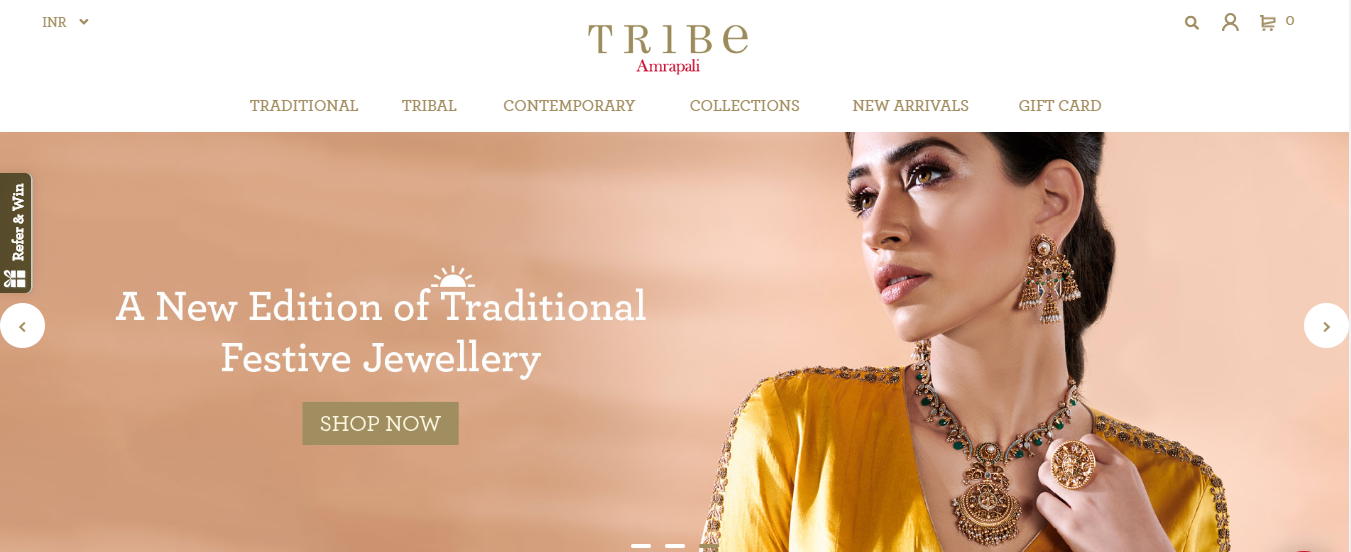 INR
TRIBE
Amrapali
0
TRADITIONAL TRIBAL CONTEMPORARY COLLECTIONS NEW ARRIVALS GIFT CARD
Refer & Win
A New Edition of Traditional
Festive Jewellery
SHOP NOW